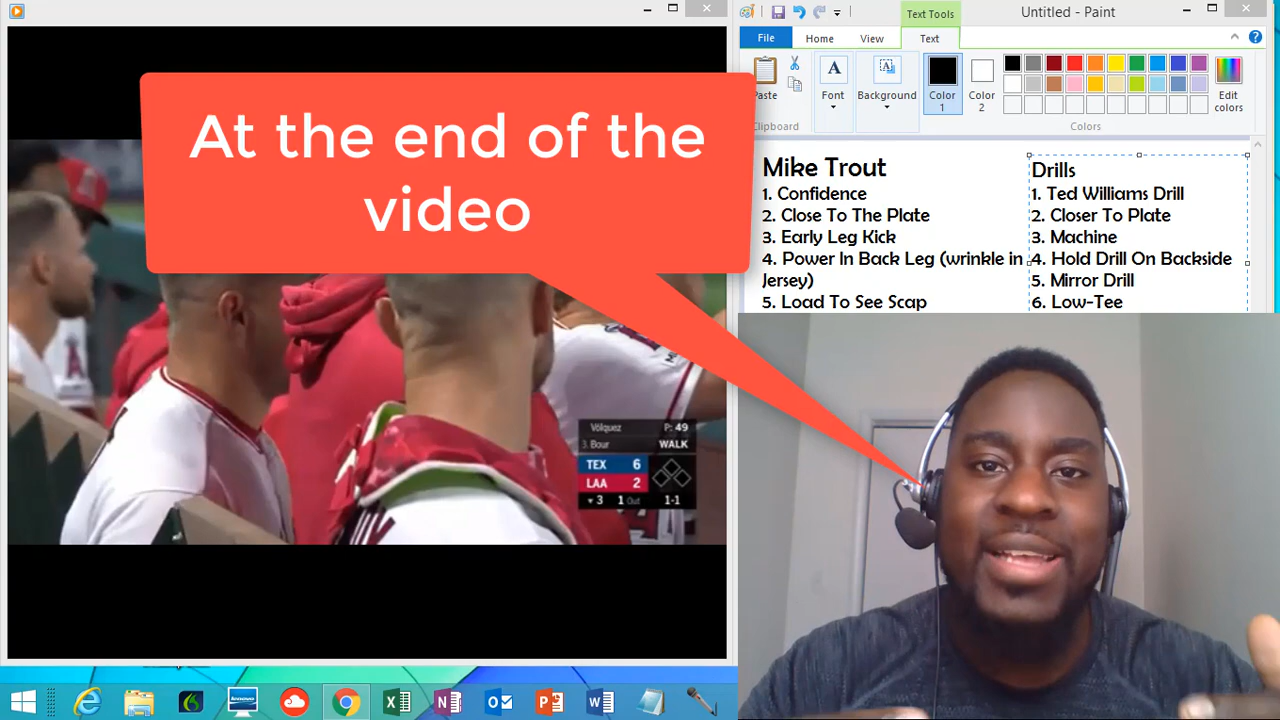 At the end of the
video
Vólquez P: 49
3. Bour WALK
TEX 6
LAA 2
▼ 3 1 Out 1-1
Text Tools
Untitled - Paint
File Home View Text
Paste
Font
Background
Color
1
Color
2
Edit
colors
Clipboard
Colors
Mike Trout
1. Confidence
2. Close To The Plate
3. Early Leg Kick
4. Power In Back Leg (wrinkle in
Jersey)
5. Load To See Scap
Drills
1. Ted Williams Drill
2. Closer To Plate
3. Machine
4. Hold Drill On Backside
5. Mirror Drill
6. Low-Tee